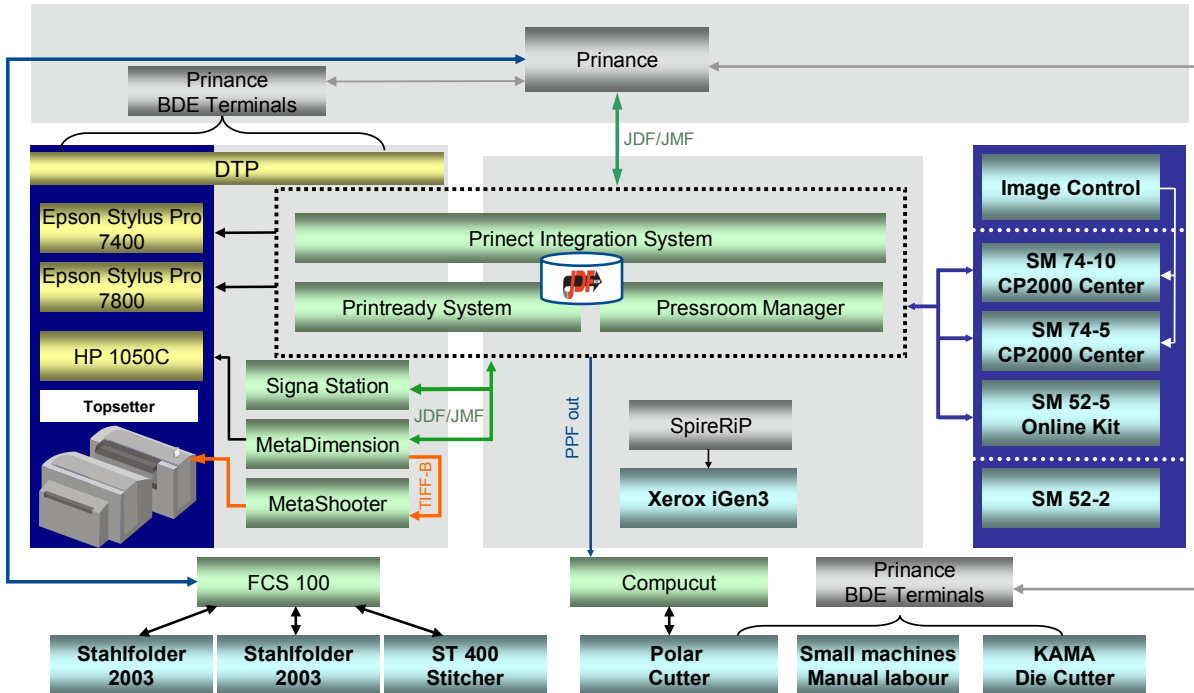 Prinance
Prinance
BDE Terminals
JDF/JMF
DTP
Image Control
Epson Stylus Pro
7400
Prinect Integration System
SM 74-10
CP2000 Center
JDF
Epson Stylus Pro
7800
Printready System
Pressroom Manager
SM 74-5
CP2000 Center
HP 1050C
Signa Station
JDF/JMF
PPF out
Topsetter
SM 52-5
Online Kit
MetaDimension
SpireRiP
TIFF-B
MetaShooter
Xerox iGen3
SM 52-2
FCS 100
Compucut
Prinance
BDE Terminals
Stahlfolder
2003
Stahlfolder
2003
ST 400
Stitcher
Polar
Cutter
Small machines
Manual labour
KAMA
Die Cutter